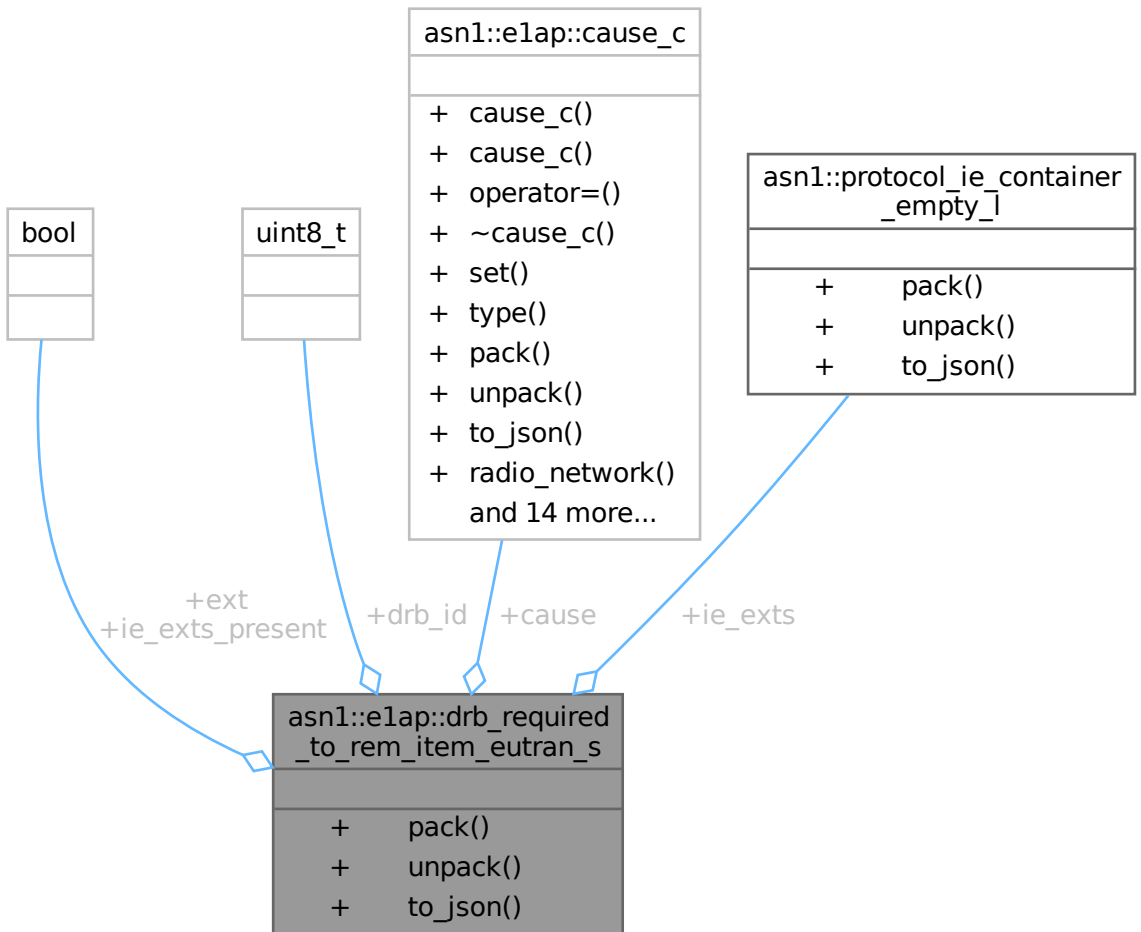 asn1::e1ap::cause_c
+ cause_c()
+ cause_c()
+ operator=()
+ ~cause_c()
+ set()
+ type()
+ pack()
+ unpack()
+ to_json()
+ radio_network()
and 14 more...
asn1::protocol_ie_container
_empty_l
+ pack()
+ unpack()
+ to_json()
bool
uint8_t
+ext
+ie_exts_present
+drb_id
+cause
+ie_exts
asn1::e1ap::drb_required
_to_rem_item_eutran_s
+ pack()
+ unpack()
+ to_json()